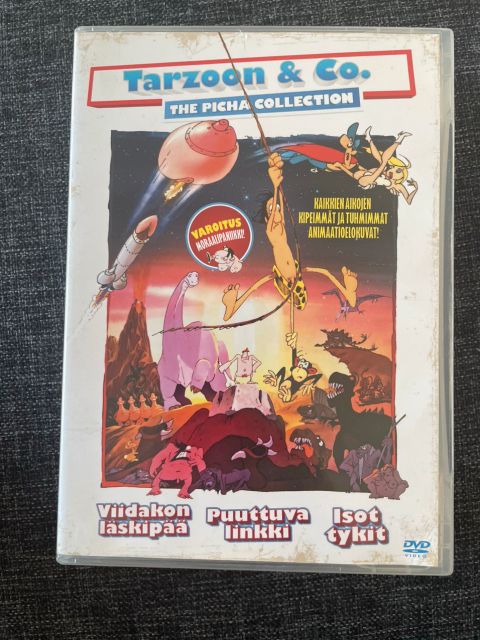 Tarzoon & Co.
THE PICHA COLLECTION
VAROITUS
MORAALIPANIIKKI!
KAIKKIEN AIKOJEN
KIPEIMMÄT JA TUHMIMMAT
ANIMAATIOELOKUVAT!
Viidakon
läskipää
Puuttuva
linkki
Isot
tykit
DVD
VIDEO